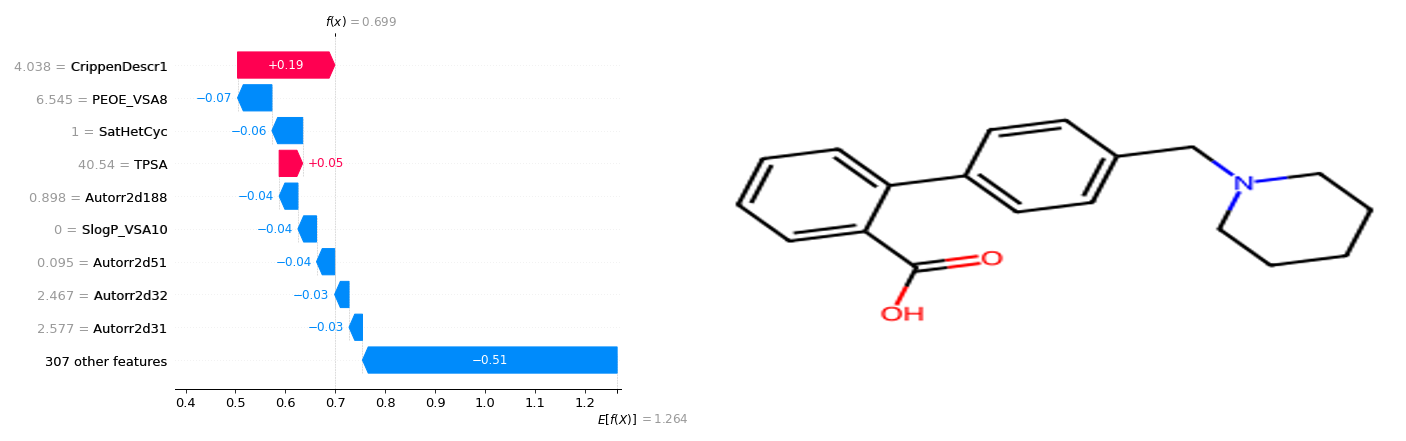 f(x) = 0.699
4.038 = CrippenDescr1
+0.19
6.545 = PEOE_VSA8
−0.07
1 = SatHetCyc
−0.06
40.54 = TPSA
+0.05
0.898 = Autorr2d188
−0.04
0 = SlogP_VSA10
−0.04
0.095 = Autorr2d51
−0.04
2.467 = Autorr2d32
−0.03
2.577 = Autorr2d31
−0.03
307 other features
−0.51
0.4 0.5 0.6 0.7 0.8 0.9 1.0 1.1 1.2
E[f(X)] = 1.264
N
O
OH